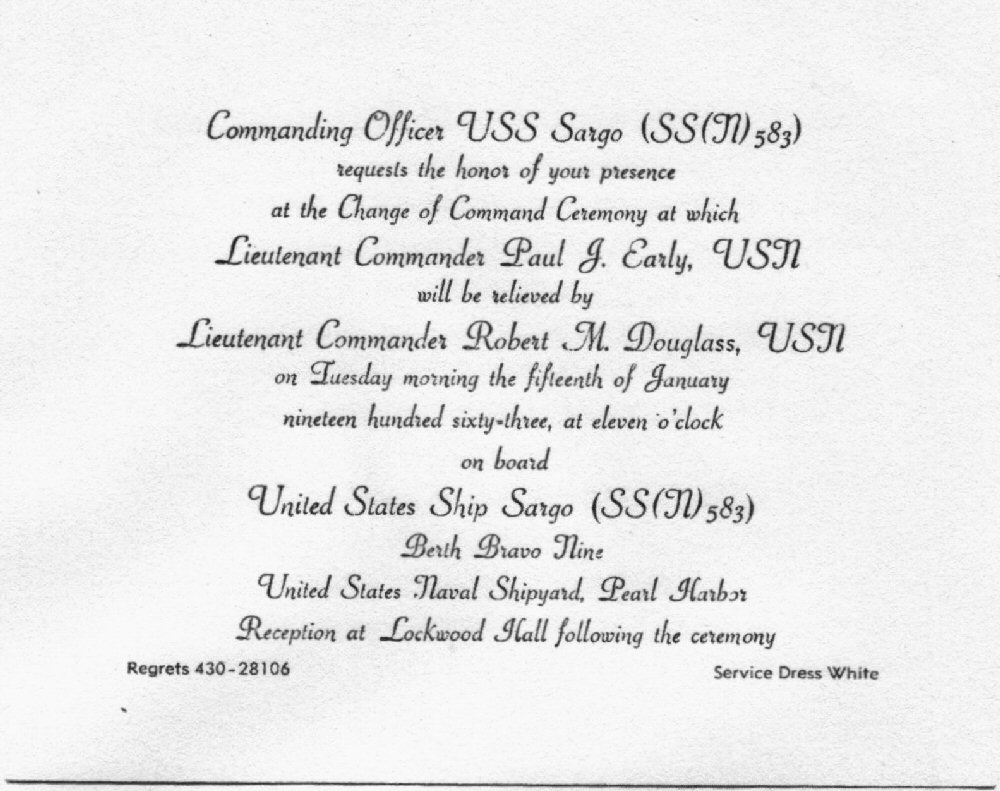 Commanding Officer USS Sargo (SS(N)583)
requests the honor of your presence
at the Change of Command Ceremony at which
Lieutenant Commander Paul J. Early, USN
will be relieved by
Lieutenant Commander Robert M. Douglass, USN
on Tuesday morning the fifteenth of January
nineteen hundred sixty-three, at eleven o'clock
on board
United States Ship Sargo (SS(N)583)
Berth Bravo Nine
United States Naval Shipyard, Pearl Harbor
Reception at Lockwood Hall following the ceremony
Regrets 430-28106 Service Dress White